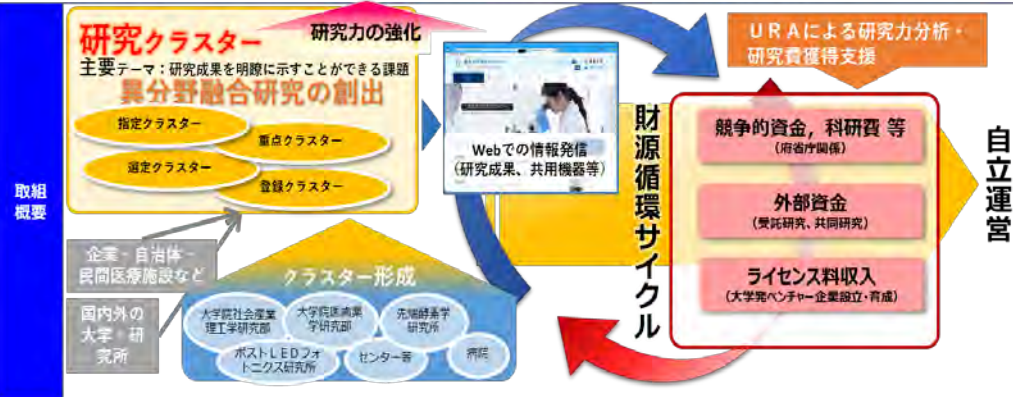 取組
概要
研究力の強化
研究クラスター
主要テーマ：研究成果を明瞭に示すことができる課題
異分野融合研究の創出
指定クラスター
重点クラスター
選定クラスター
登録クラスター
企業・自治体・
民間医療施設など
国内外の
大学・研
究所
クラスター形成
大学院社会産業
理工学研究部
大学院医歯薬
学研究部
先端酵素学
研究所
ポストＬＥＤフォ
トニクス研究所
センター等
病院
Webでの情報発信
(研究成果、共用機器等)
財源循環サイクル
ＵＲＡによる研究力分析・
研究費獲得支援
競争的資金，科研費 等
(府省庁関係)
外部資金
(受託研究、共同研究)
ライセンス料収入
(大学発ベンチャー企業設立・育成)
自立運営